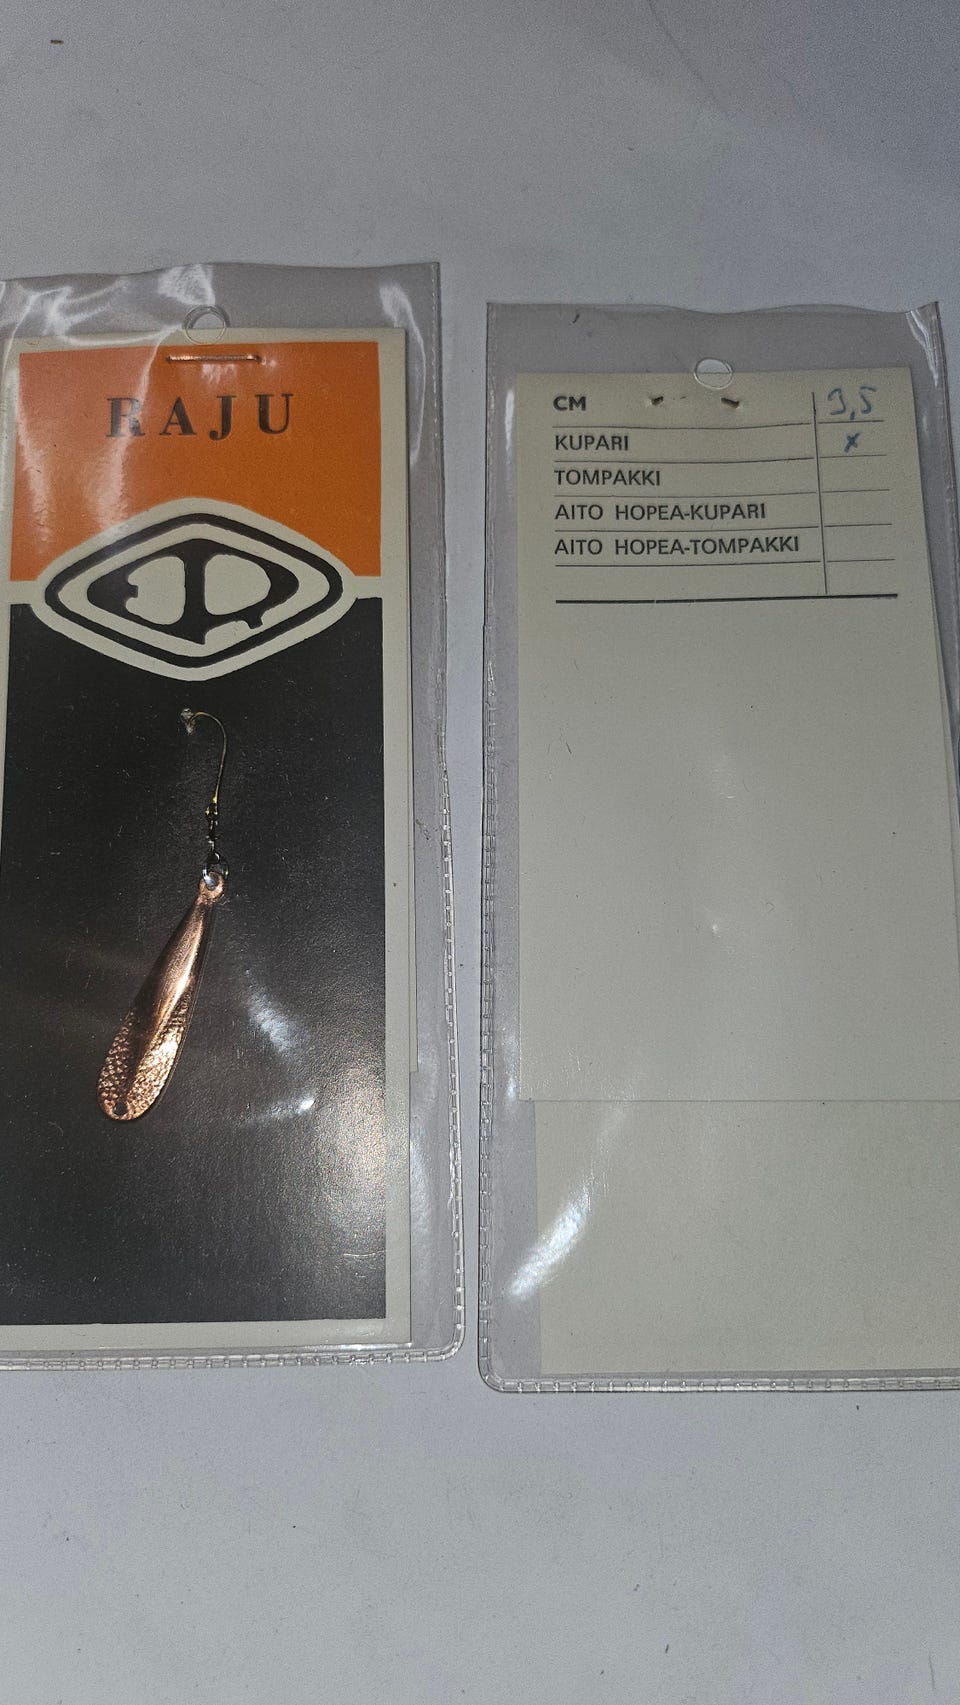 RAJU
CM 3,5
KUPARI x
TOMPAKKI
AITO HOPEA-KUPARI
AITO HOPEA-TOMPAKKI